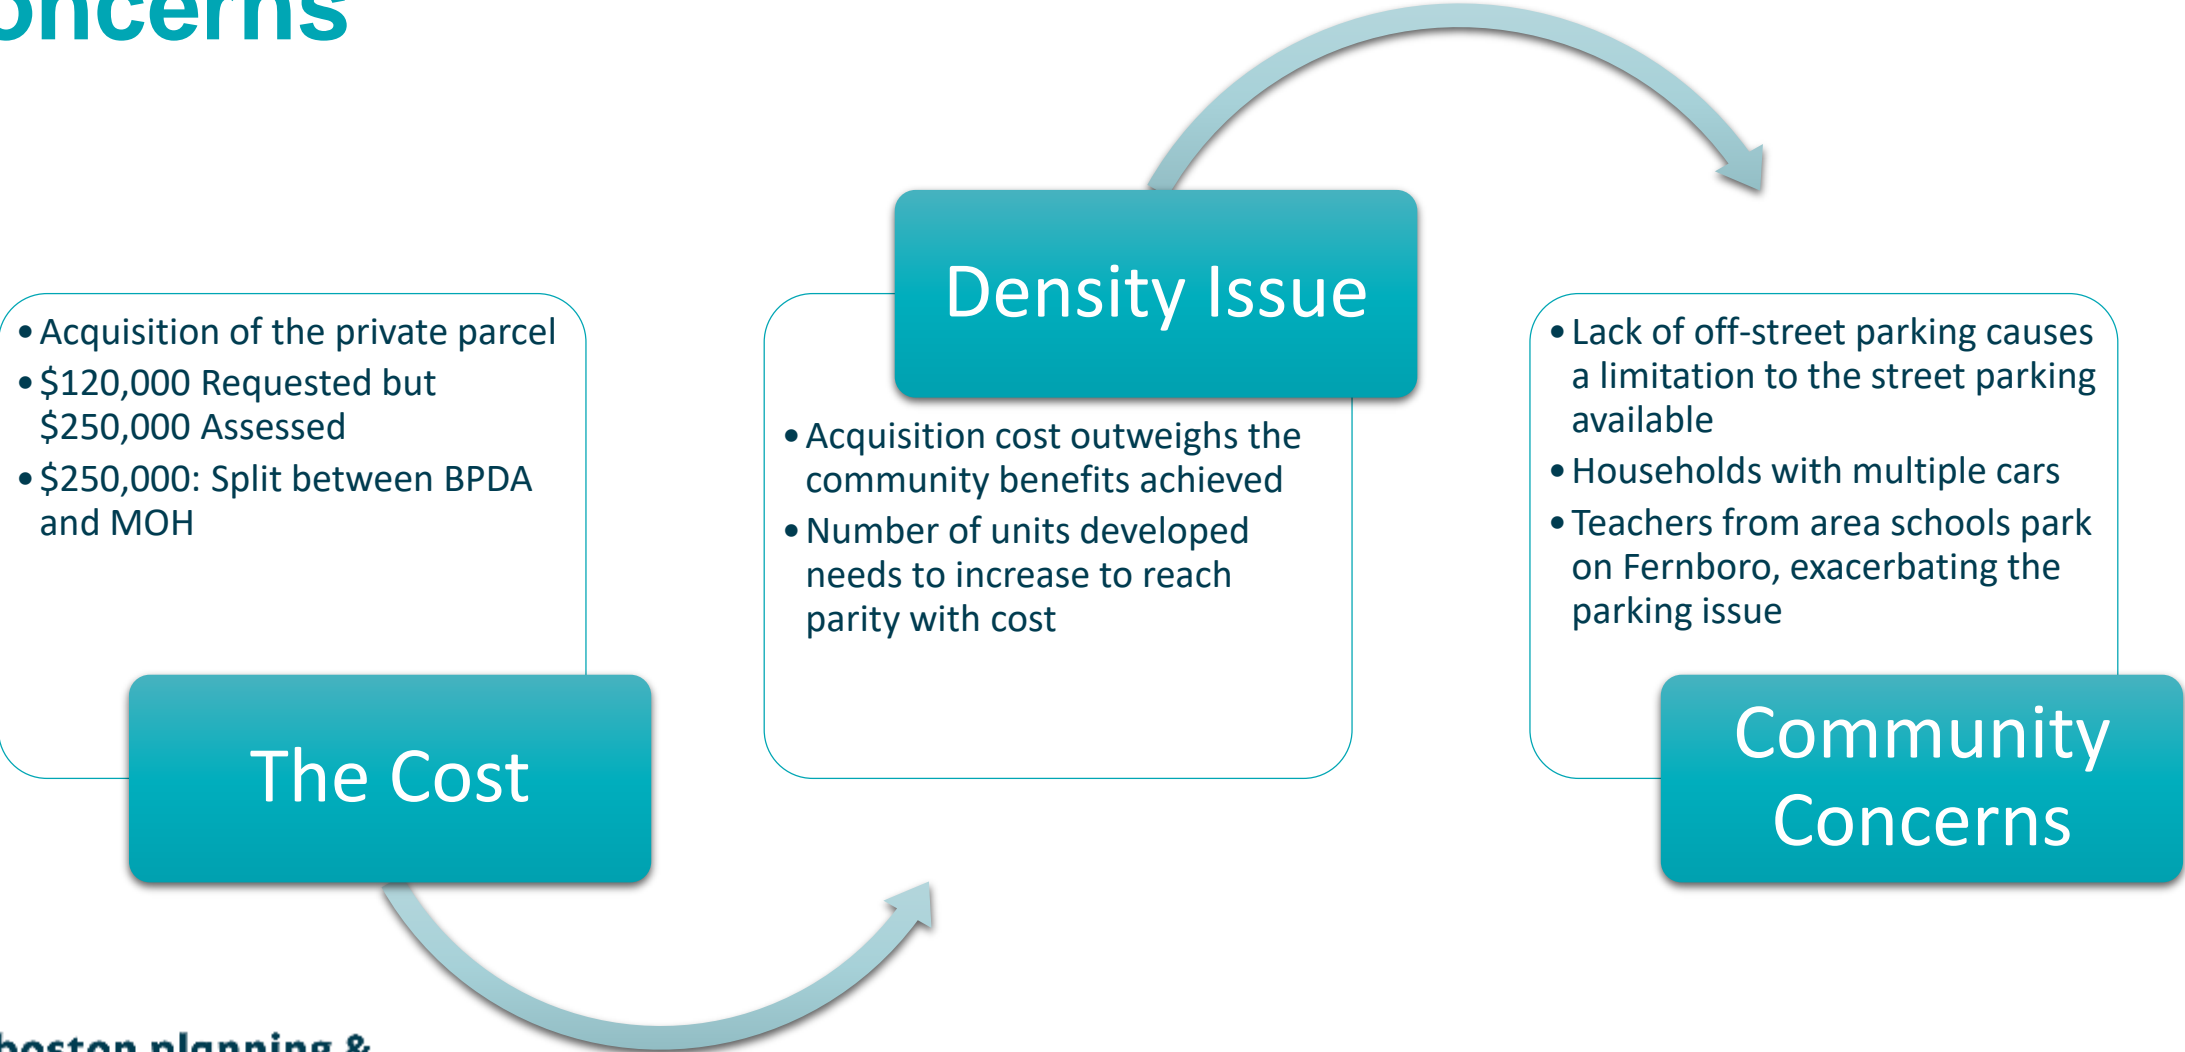 oncerns
• Acquisition of the private parcel
• $120,000 Requested but
$250,000 Assessed
• $250,000: Split between BPDA
and MOH
The Cost
Density Issue
• Acquisition cost outweighs the
community benefits achieved
• Number of units developed
needs to increase to reach
parity with cost
• Lack of off-street parking causes
a limitation to the street parking
available
• Households with multiple cars
• Teachers from area schools park
on Fernboro, exacerbating the
parking issue
Community
Concerns
boston planning &